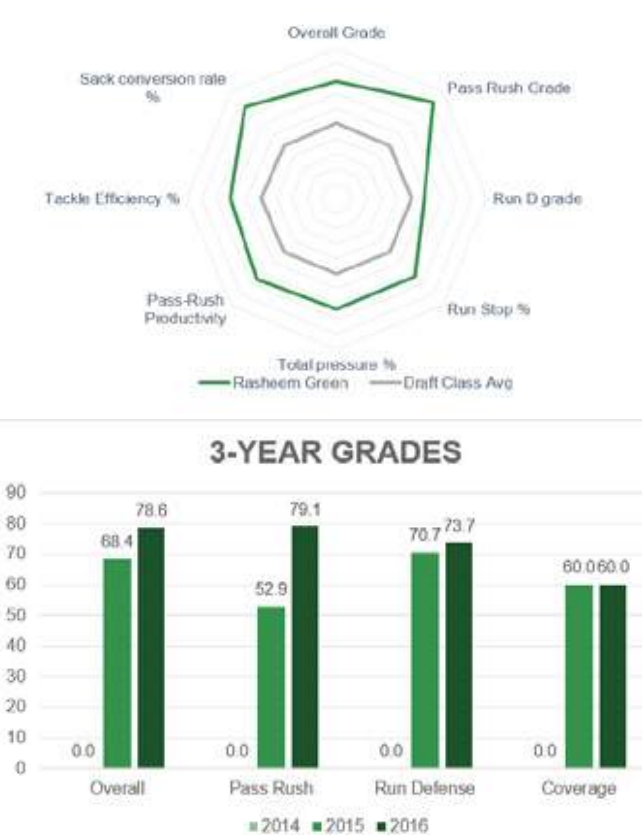 Overall Grade
Sack conversion rate
%
Pass Rush Grade
Tackle Efficiency %
Run D grade
Pass-Rush
Productivity
Run Stop %
Total pressure %
Rasheem Green
Draft Class Avg
3-YEAR GRADES
90
80
70
60
50
40
30
20
10
0
0.0
68.4
78.6
0.0
52.9
79.1
0.0
70.7
73.7
0.0
60.0
60.0
Overall
Pass Rush
Run Defense
Coverage
2014
2015
2016